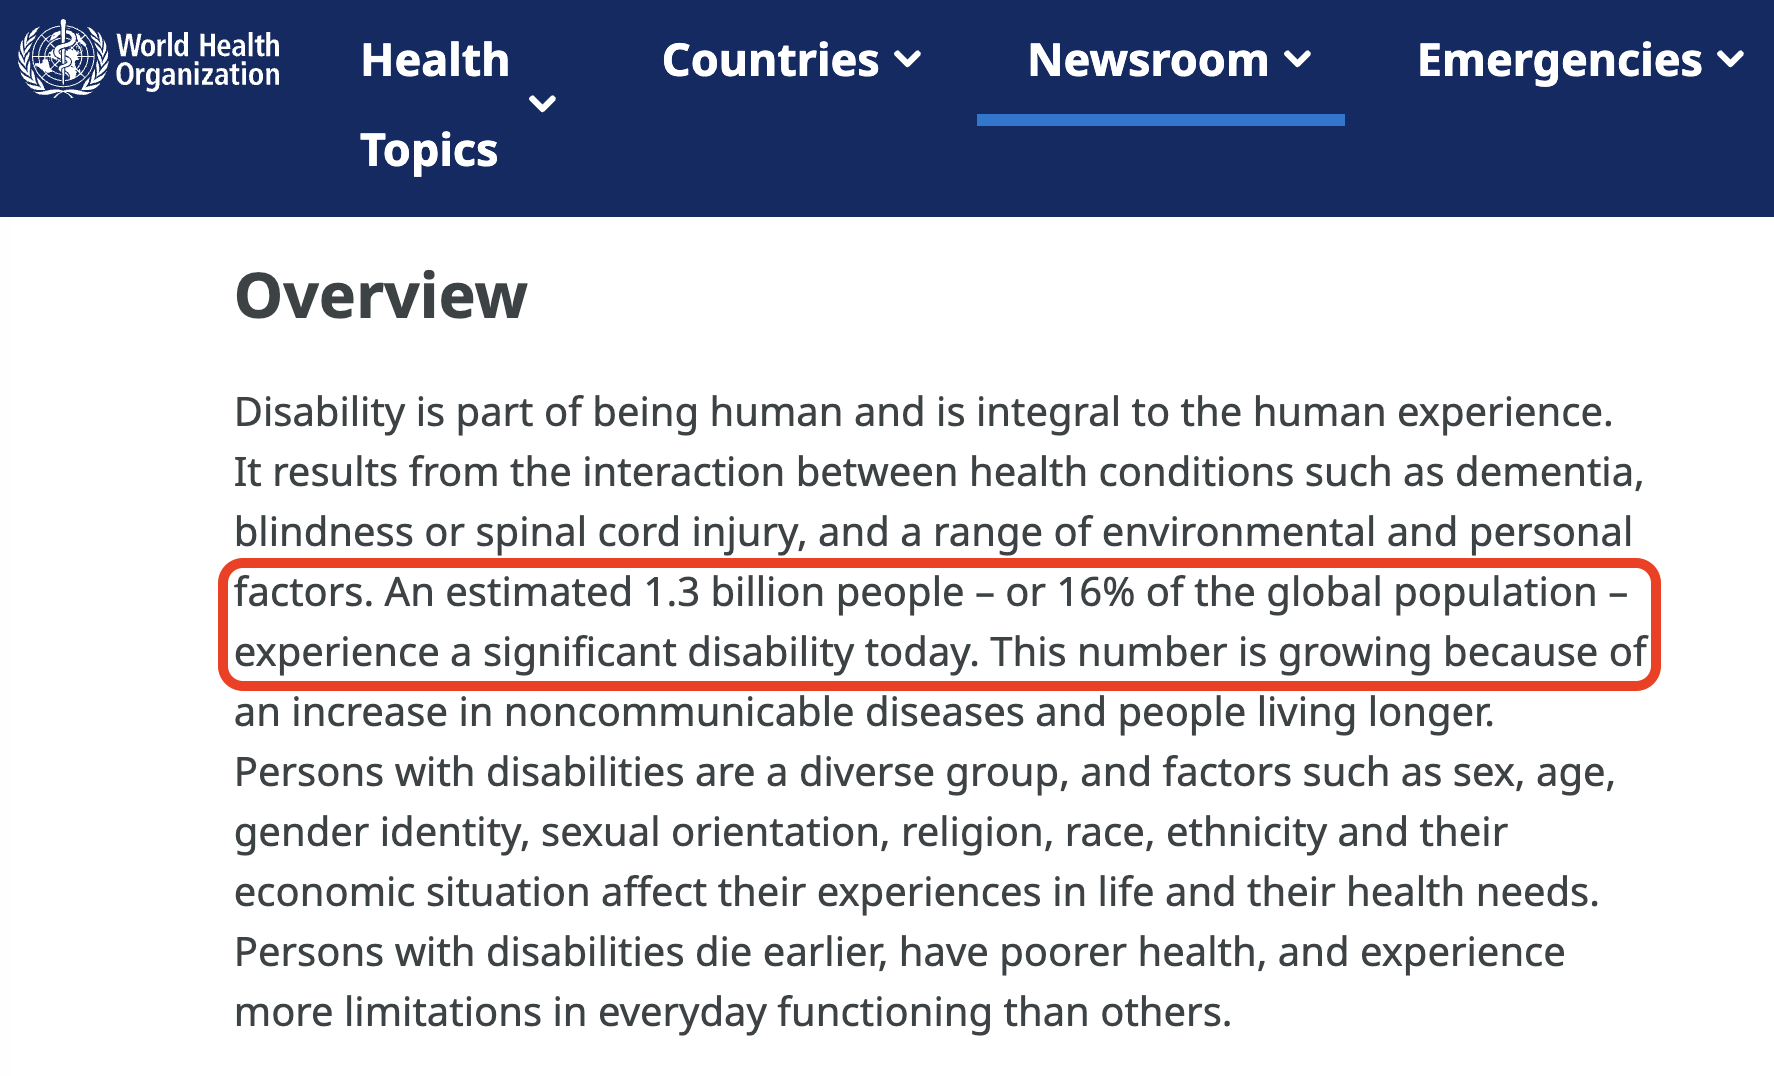 World Health
Organization
Health
Topics
Countries
Newsroom
Emergencies
Overview
Disability is part of being human and is integral to the human experience.
It results from the interaction between health conditions such as dementia,
blindness or spinal cord injury, and a range of environmental and personal
factors. An estimated 1.3 billion people – or 16% of the global population –
experience a significant disability today. This number is growing because of
an increase in noncommunicable diseases and people living longer.
Persons with disabilities are a diverse group, and factors such as sex, age,
gender identity, sexual orientation, religion, race, ethnicity and their
economic situation affect their experiences in life and their health needs.
Persons with disabilities die earlier, have poorer health, and experience
more limitations in everyday functioning than others.